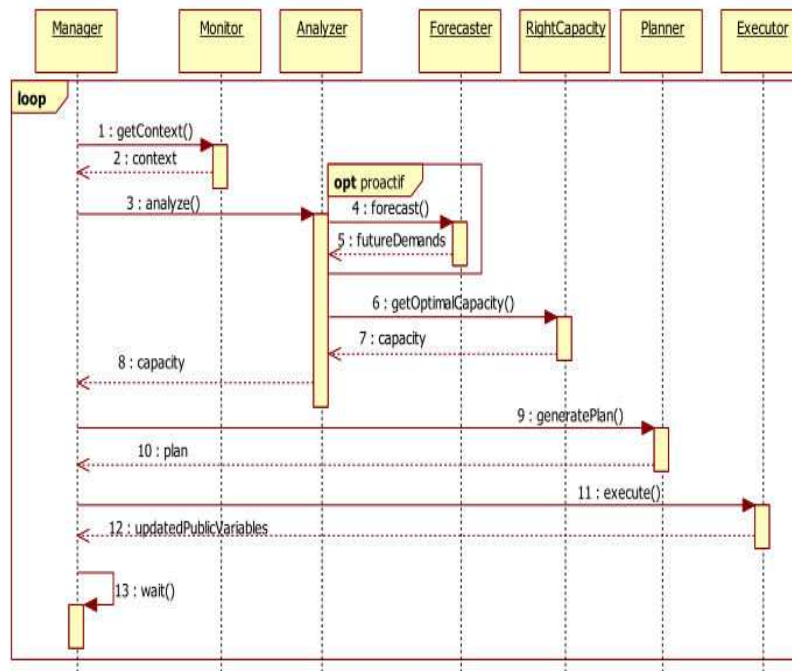 Manager
Monitor
Analyzer
Forecaster
RightCapacity
Planner
Executor
loop
1 : getContext()
2 : context
opt proactif
3 : analyze()
4 : forecast()
5 : futureDemands
6 : getOptimalCapacity()
7 : capacity
8 : capacity
9 : generatePlan()
10 : plan
11 : execute()
12 : updatedPublicVariables
13 : wait()